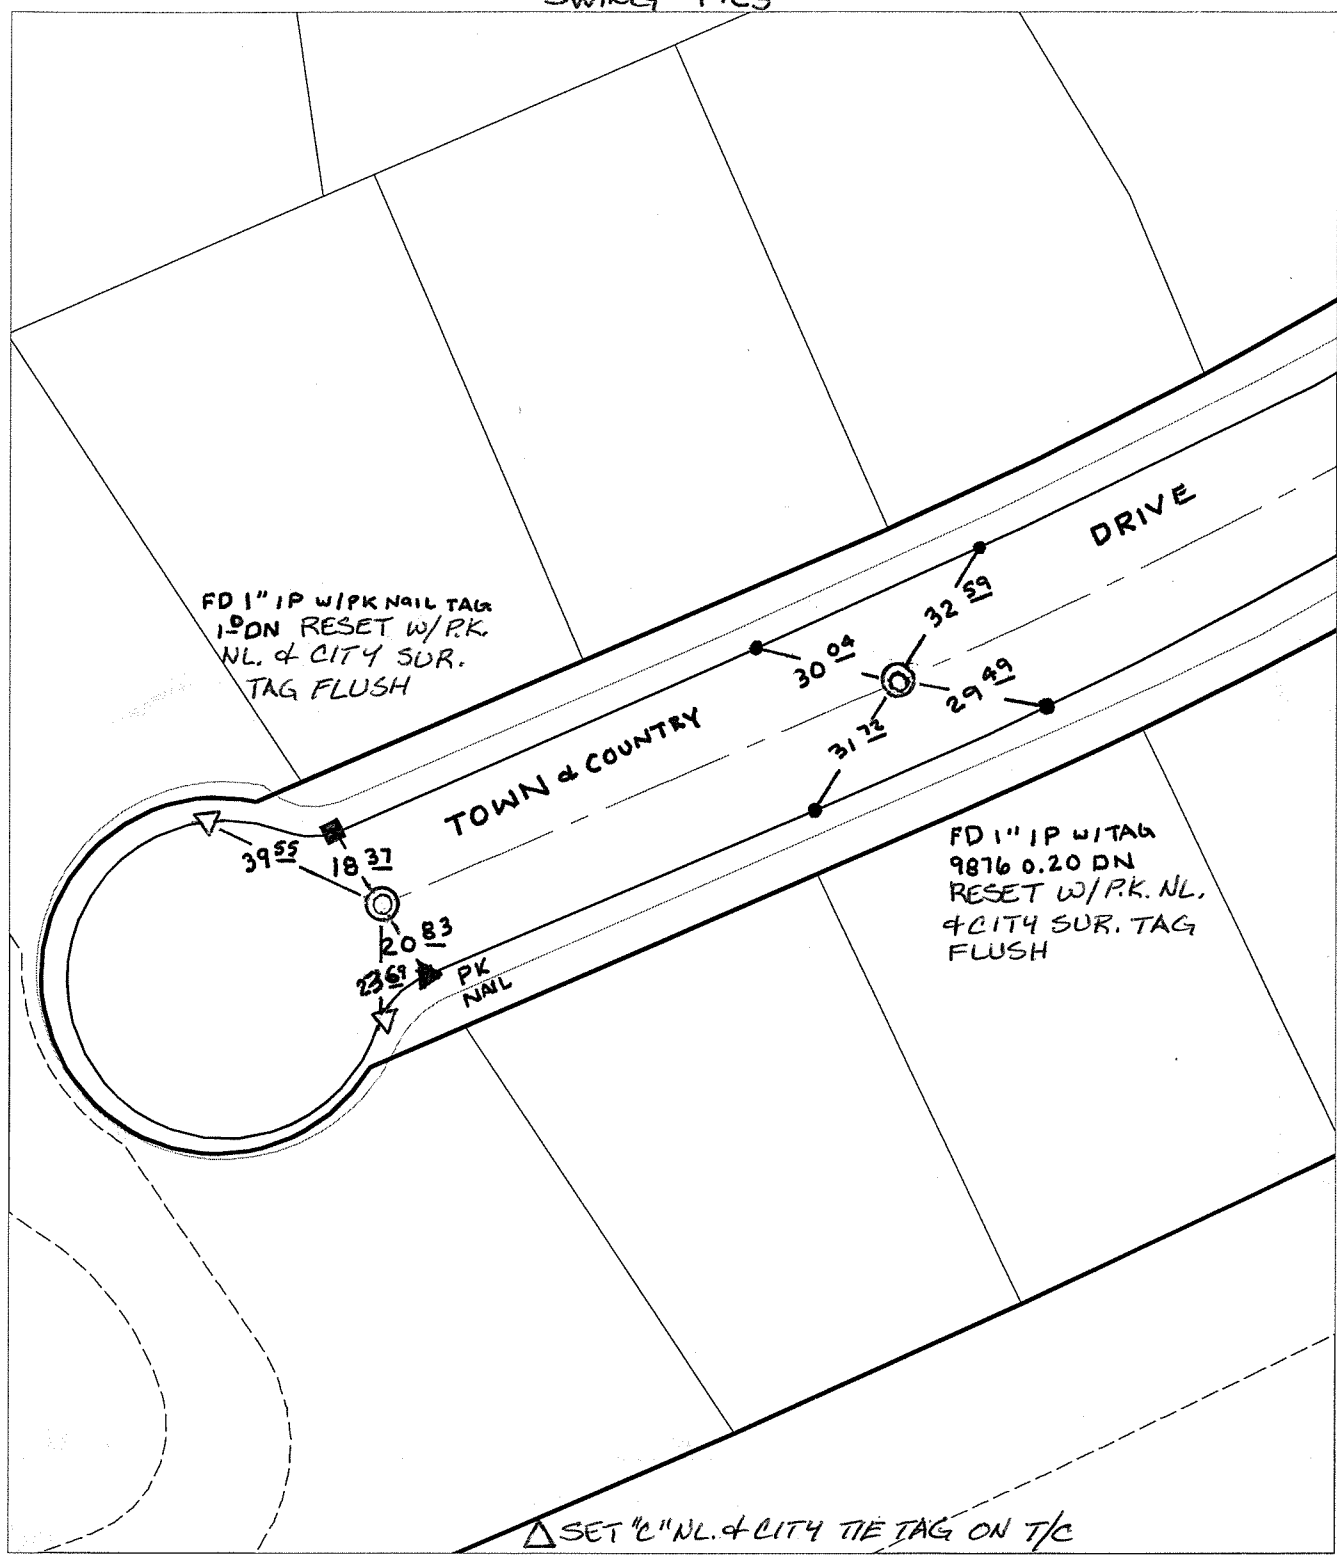 SWING TIES
DRIVE
32 59
30 04
29 49
31 72
TOWN & COUNTRY
FD 1" IP W/PK NAIL TAG
1.0 DN RESET W/ P.K.
NL. & CITY SUR.
TAG FLUSH
39 55
18 37
20 83
PK
NAIL
FD 1" IP W/TAG
9876 0.20 DN
RESET W/ P.K. NL.
& CITY SUR. TAG
FLUSH
△ SET "C" NL. & CITY TIE TAG ON T/C